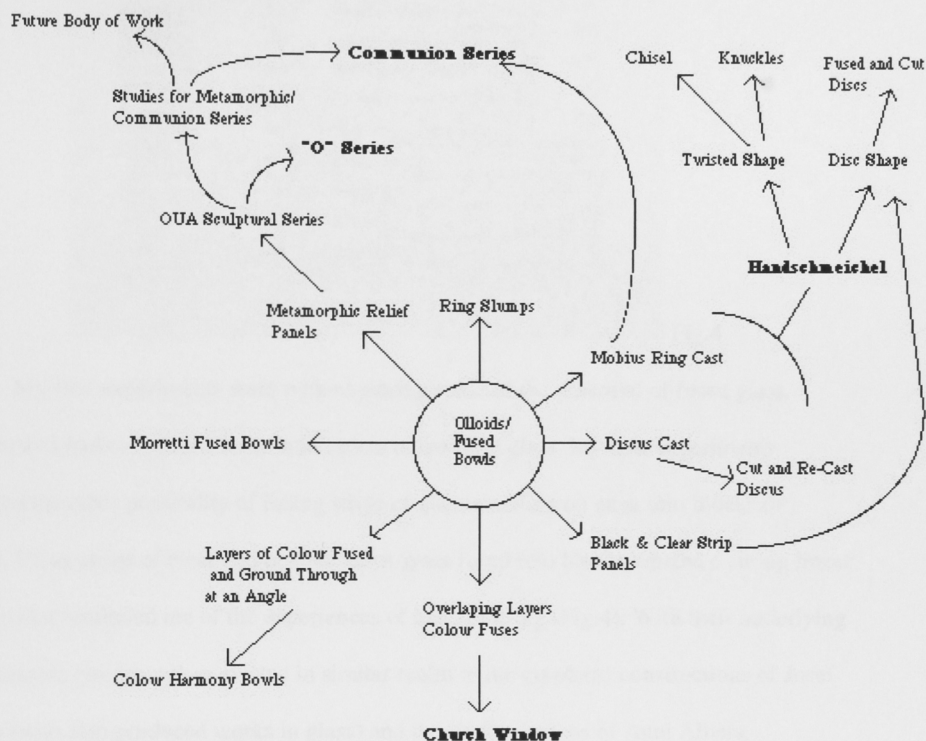 Future Body of Work
Communion Series
Chisel
Knuckles
Fused and Cut
Discs
Studies for Metamorphic/
Communion Series
"O" Series
Twisted Shape
Disc Shape
OUA Sculptural Series
Handschmeichel
Metamorphic Relief
Panels
Ring Slumps
Mobius Ring Cast
Olloids/
Fused
Bowls
Morretti Fused Bowls
Discus Cast
Cut and Re-Cast
Discus
Layers of Colour Fused
and Ground Through
at an Angle
Black & Clear Strip
Panels
Overlaping Layers
Colour Fuses
Colour Harmony Bowls
Church Window